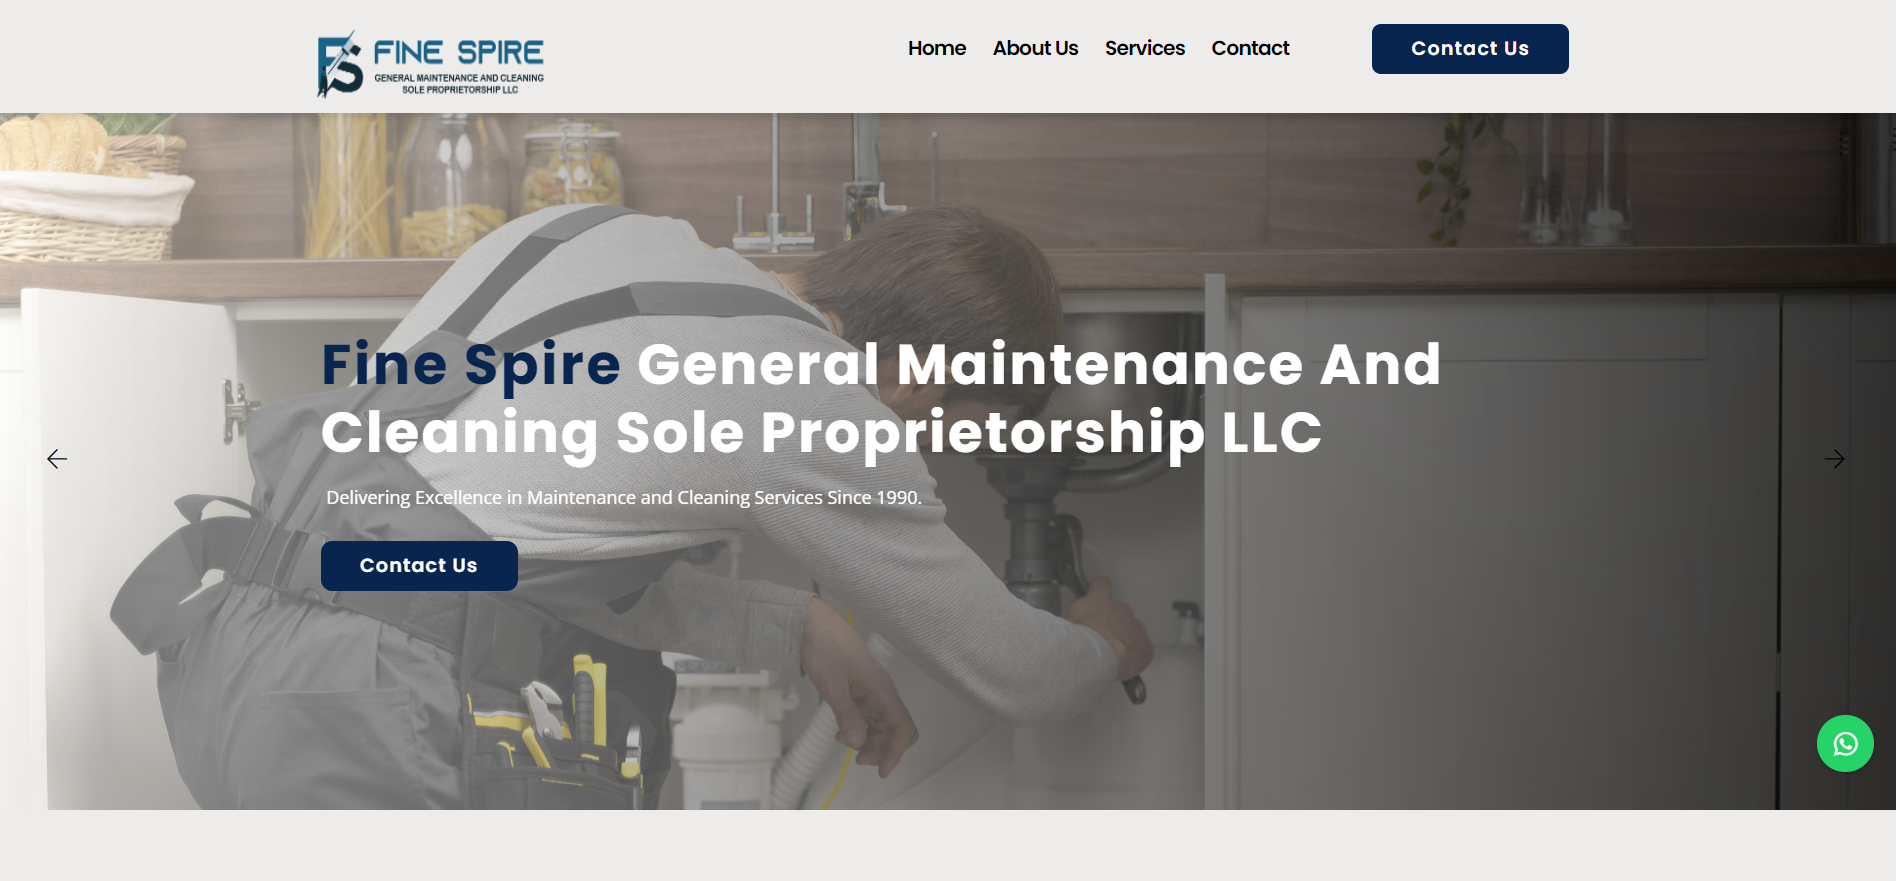 FINE SPIRE
GENERAL MAINTENANCE AND CLEANING
SOLE PROPRIETORSHIP LLC
Home About Us Services Contact
Contact Us
Fine Spire General Maintenance And
Cleaning Sole Proprietorship LLC
Delivering Excellence in Maintenance and Cleaning Services Since 1990.
Contact Us